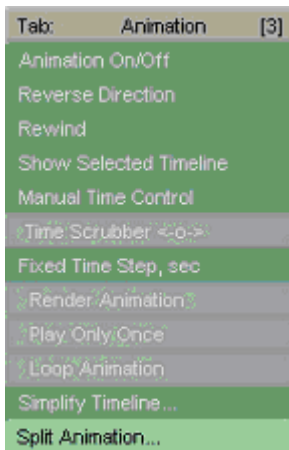 Tab: Animation [3]
Animation On/Off
Reverse Direction
Rewind
Show Selected Timeline
Manual Time Control
Time Scrubber <-o->
Fixed Time Step, sec
Render Animation
Play Only Once
Loop Animation
Simplify Timeline...
Split Animation...